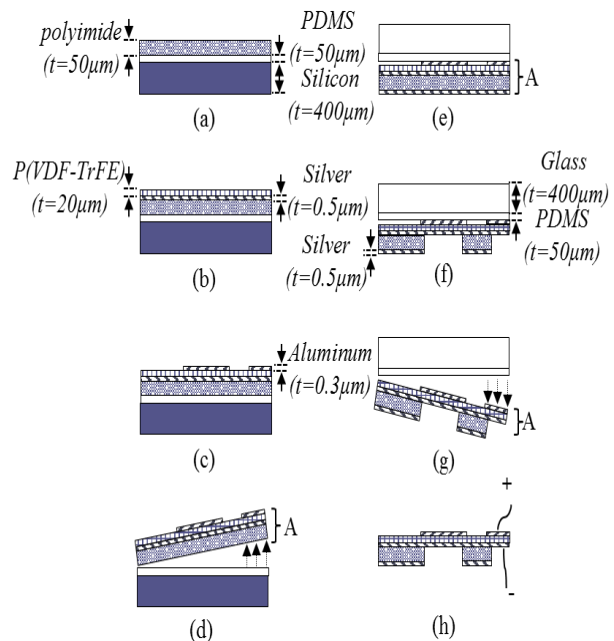 polyimide
(t=50μm)
PDMS
(t=50μm)
Silicon
(t=400μm)
(a)
A
(e)
P(VDF-TrFE)
(t=20μm)
Silver
(t=0.5μm)
(b)
Glass
(t=400μm)
PDMS
(t=50μm)
Silver
(t=0.5μm)
(f)
Aluminum
(t=0.3μm)
(c)
A
(g)
A
(d)
+
-
(h)